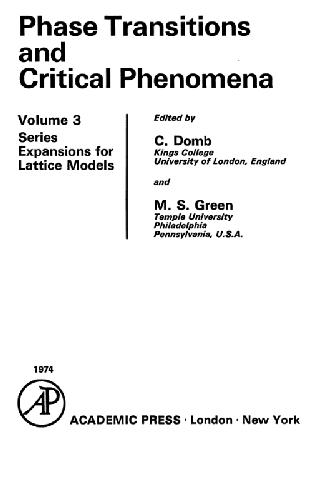 Phase Transitions
and
Critical Phenomena
Volume 3
Series
Expansions for
Lattice Models
Edited by
C. Domb
Kings College
University of London, England
and
M. S. Green
Temple University
Philadelphia
Pennsylvania, U.S.A.
1974
AP
ACADEMIC PRESS · London · New York